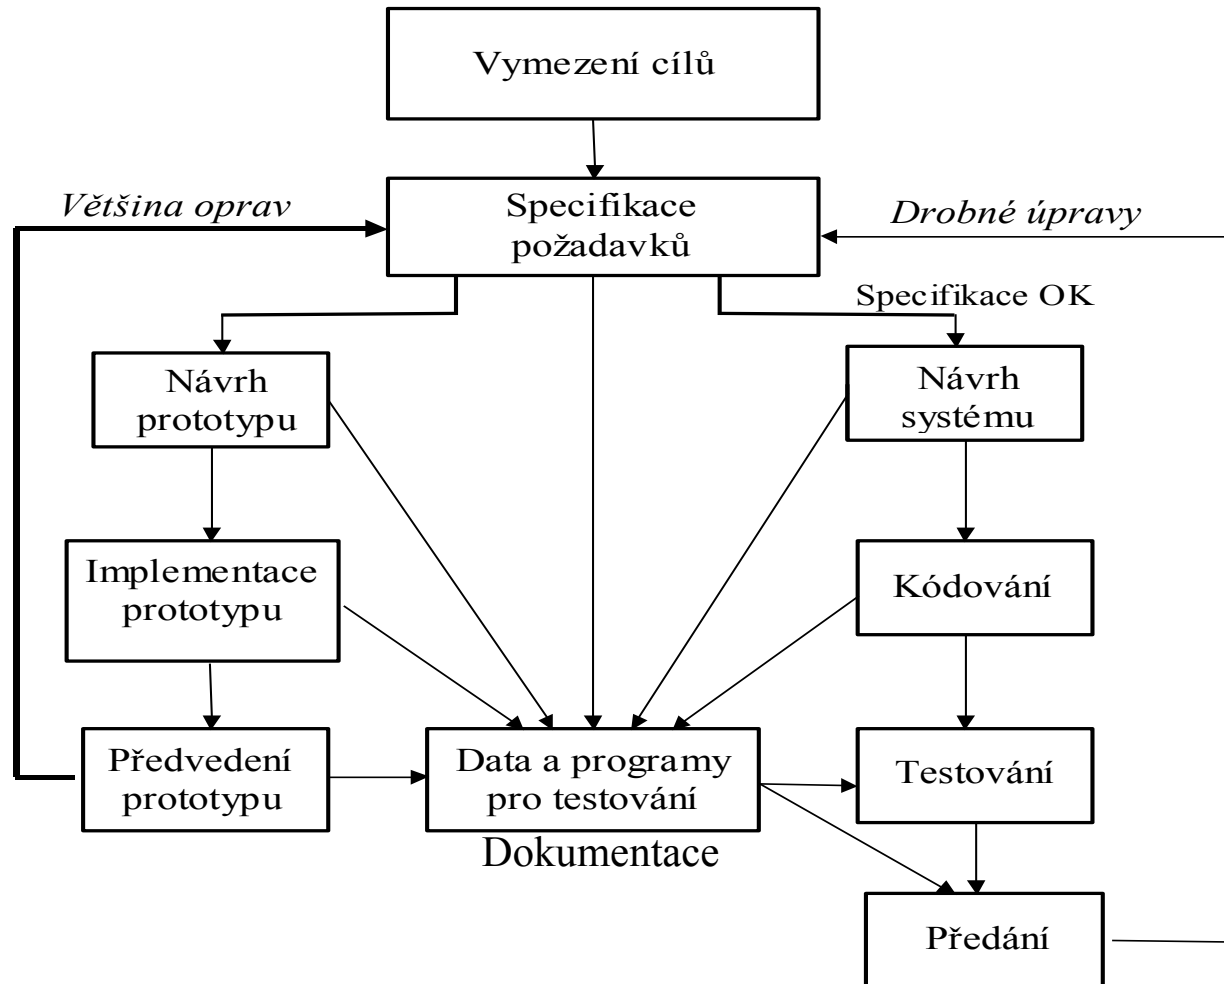 Vymezení cílů
Většina oprav
Specifikace
požadavků
Drobné úpravy
Specifikace OK
Návrh
prototypu
Návrh
systému
Implementace
prototypu
Kódování
Předvedení
prototypu
Data a programy
pro testování
Testování
Dokumentace
Předání